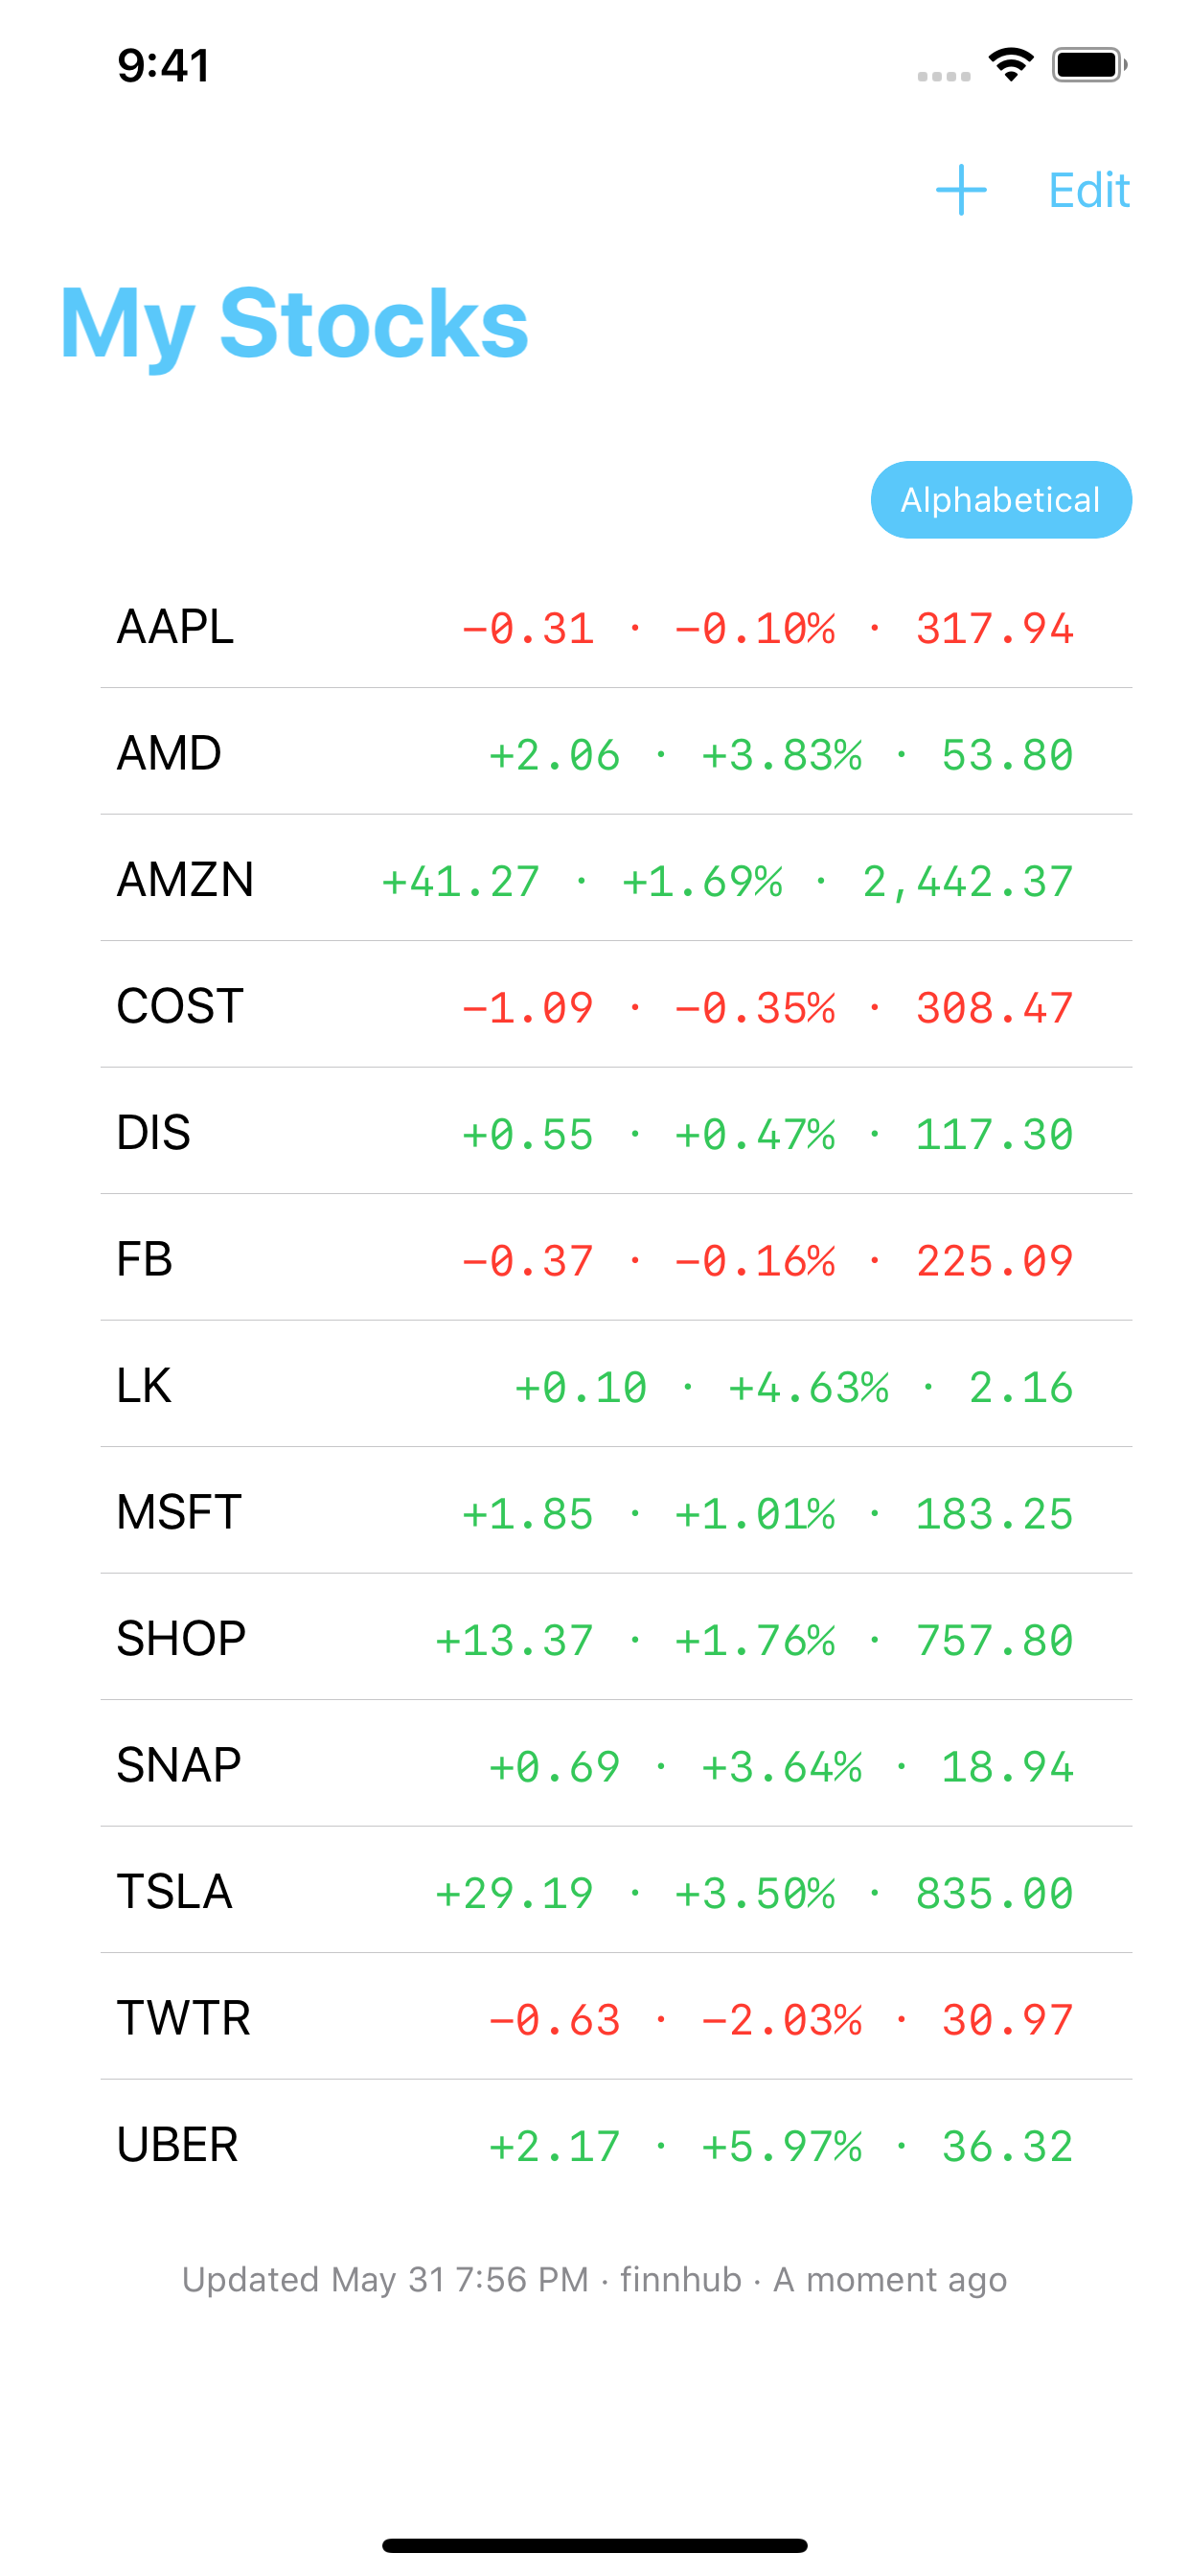 9:41
Edit
My Stocks
Alphabetical
AAPL −0.31 · −0.10% · 317.94
AMD +2.06 · +3.83% · 53.80
AMZN +41.27 · +1.69% · 2,442.37
COST −1.09 · −0.35% · 308.47
DIS +0.55 · +0.47% · 117.30
FB −0.37 · −0.16% · 225.09
LK +0.10 · +4.63% · 2.16
MSFT +1.85 · +1.01% · 183.25
SHOP +13.37 · +1.76% · 757.80
SNAP +0.69 · +3.64% · 18.94
TSLA +29.19 · +3.50% · 835.00
TWTR −0.63 · −2.03% · 30.97
UBER +2.17 · +5.97% · 36.32
Updated May 31 7:56 PM · finnhub · A moment ago